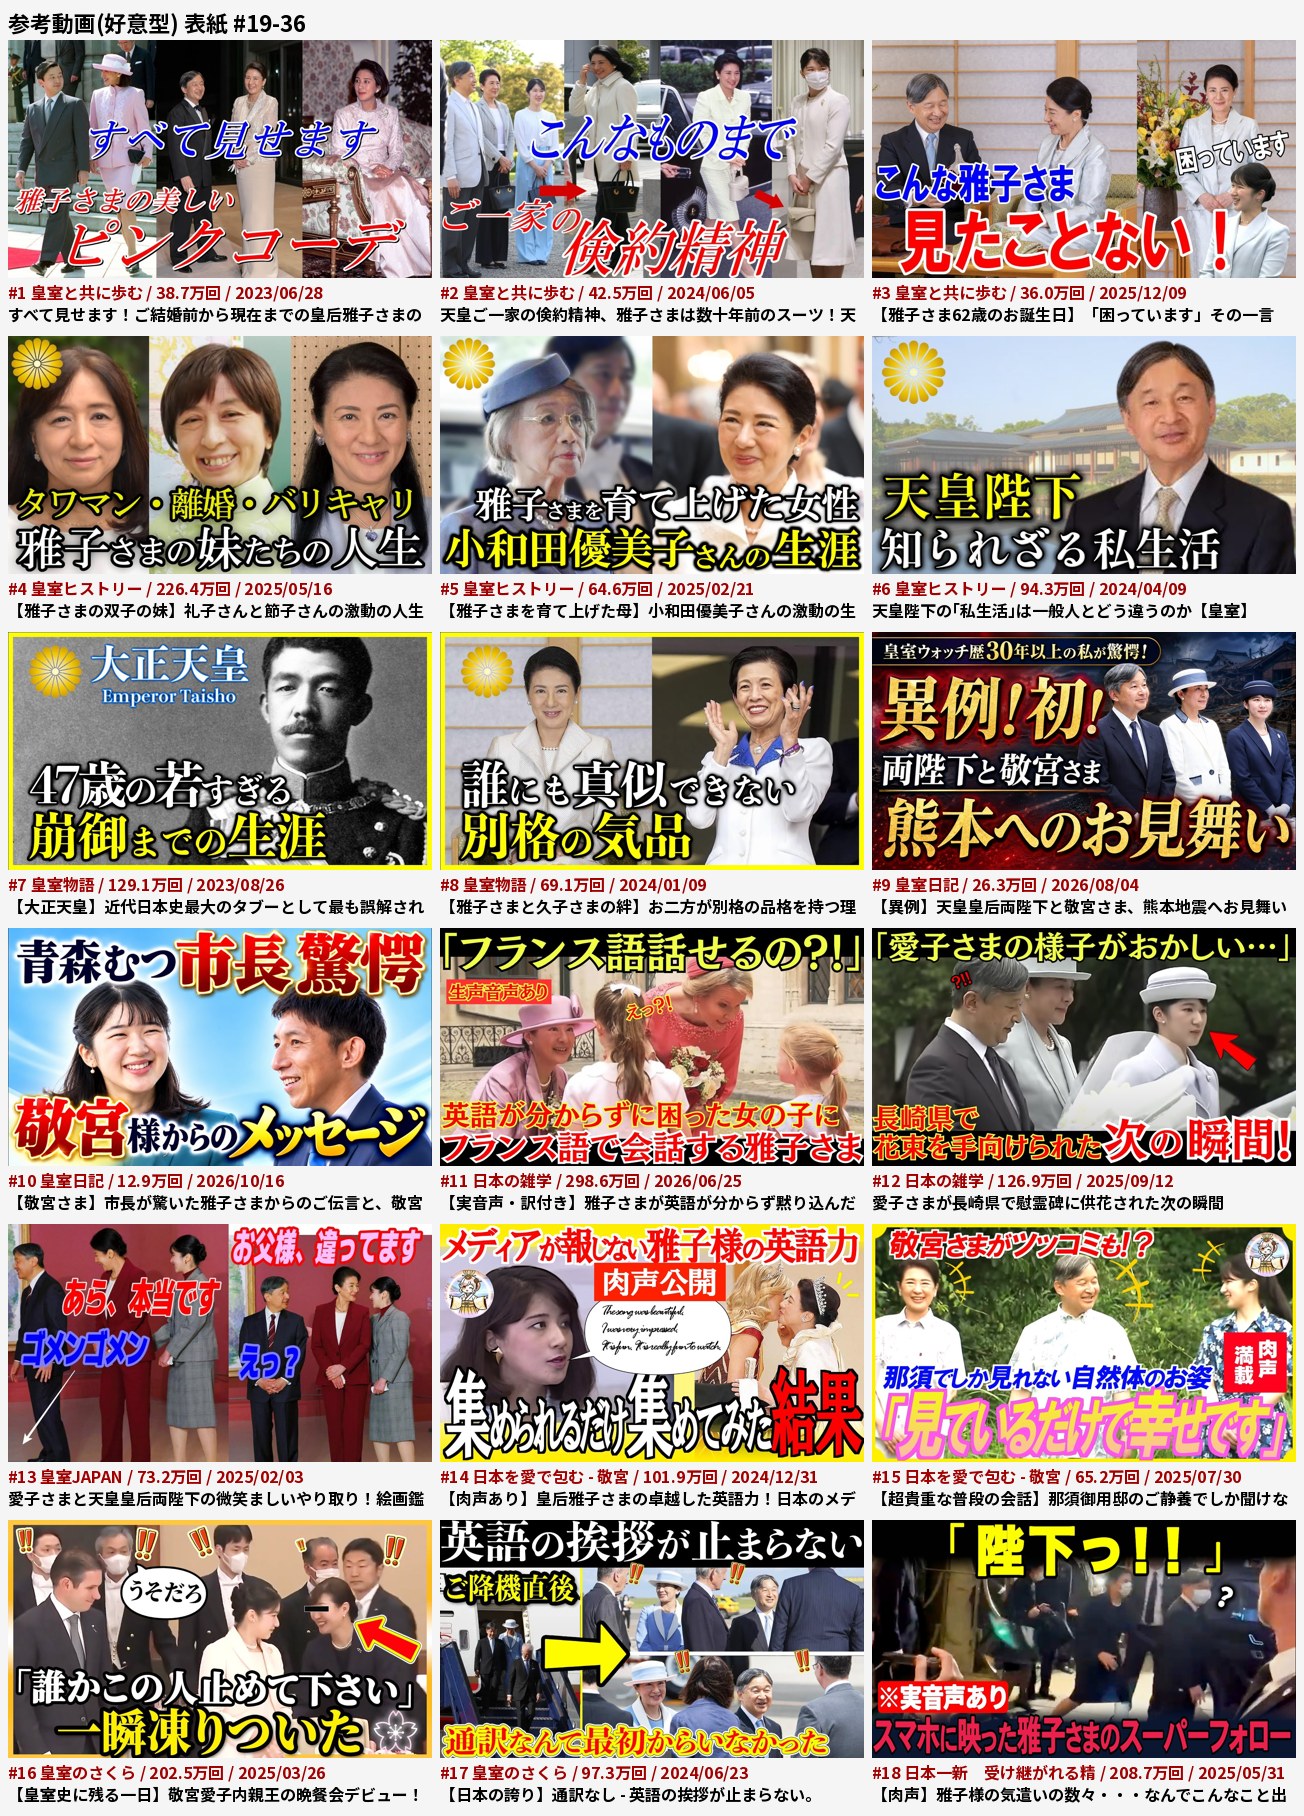 参考動画(好意型) 表紙 #19-36
すべて見せます
雅子さまの美しい
ピンクコーデ
#1 皇室と共に歩む / 38.7万回 / 2023/06/28
すべて見せます！ご結婚前から現在までの皇后雅子さまの
こんなものまで
ご一家の
倹約精神
#2 皇室と共に歩む / 42.5万回 / 2024/06/05
天皇ご一家の倹約精神、雅子さまは数十年前のスーツ！天
困っています
こんな雅子さま
見たことない！
#3 皇室と共に歩む / 36.0万回 / 2025/12/09
【雅子さま62歳のお誕生日】「困っています」その一言
タワマン・離婚・バリキャリ
雅子さまの妹たちの人生
#4 皇室ヒストリー / 226.4万回 / 2025/05/16
【雅子さまの双子の妹】礼子さんと節子さんの激動の人生
雅子さまを育て上げた女性
小和田優美子さんの生涯
#5 皇室ヒストリー / 64.6万回 / 2025/02/21
【雅子さまを育て上げた母】小和田優美子さんの激動の生
天皇陛下
知られざる私生活
#6 皇室ヒストリー / 94.3万回 / 2024/04/09
天皇陛下の｢私生活｣は一般人とどう違うのか【皇室】
大正天皇
Emperor Taisho
47歳の若すぎる
崩御までの生涯
#7 皇室物語 / 129.1万回 / 2023/08/26
【大正天皇】近代日本史最大のタブーとして最も誤解され
誰にも真似できない
別格の気品
#8 皇室物語 / 69.1万回 / 2024/01/09
【雅子さまと久子さまの絆】お二方が別格の品格を持つ理
皇室ウォッチ歴30年以上の私が驚愕！
異例！初！
両陛下と敬宮さま
熊本へのお見舞い
#9 皇室日記 / 26.3万回 / 2026/08/04
【異例】天皇皇后両陛下と敬宮さま、熊本地震へお見舞い
青森むつ市長驚愕
敬宮様からのメッセージ
#10 皇室日記 / 12.9万回 / 2026/10/16
【敬宮さま】市長が驚いた雅子さまからのご伝言と、敬宮
「フランス語話せるの？！」
生声音声あり
えっ？！
英語が分からずに困った女の子に
フランス語で会話する雅子さま
#11 日本の雑学 / 298.6万回 / 2026/06/25
【実音声・訳付き】雅子さまが英語が分からず黙り込んだ
「愛子さまの様子がおかしい…」
?!!
長崎県で
花束を手向けられた次の瞬間！
#12 日本の雑学 / 126.9万回 / 2025/09/12
愛子さまが長崎県で慰霊碑に供花された次の瞬間
お父様、違ってます
あら、本当です
ゴメンゴメン
えっ？
#13 皇室JAPAN / 73.2万回 / 2025/02/03
愛子さまと天皇皇后両陛下の微笑ましいやり取り！絵画鑑
メディアが報じない雅子様の英語力
肉声公開
The song was beautiful.
I was very impressed.
It is fun. It is really fun to watch.
集められるだけ集めてみた結果
#14 日本を愛で包む - 敬宮 / 101.9万回 / 2024/12/31
【肉声あり】皇后雅子さまの卓越した英語力！日本のメデ
敬宮さまがツッコミも！？
肉声
満載
那須でしか見れない自然体のお姿
「見ているだけで幸せです」
#15 日本を愛で包む - 敬宮 / 65.2万回 / 2025/07/30
【超貴重な普段の会話】那須御用邸のご静養でしか聞けな
うそだろ
「誰かこの人止めて下さい」
一瞬凍りついた
#16 皇室のさくら / 202.5万回 / 2025/03/26
【皇室史に残る一日】敬宮愛子内親王の晩餐会デビュー！
英語の挨拶が止まらない
ご降機直後
通訳なんて最初からいなかった
#17 皇室のさくら / 97.3万回 / 2024/06/23
【日本の誇り】通訳なし - 英語の挨拶が止まらない。
「陛下っ！！」
?
※実音声あり
スマホに映った雅子さまのスーパーフォロー
#18 日本一新　受け継がれる精 / 208.7万回 / 2025/05/31
【肉声】雅子様の気遣いの数々・・・なんでこんなこと出